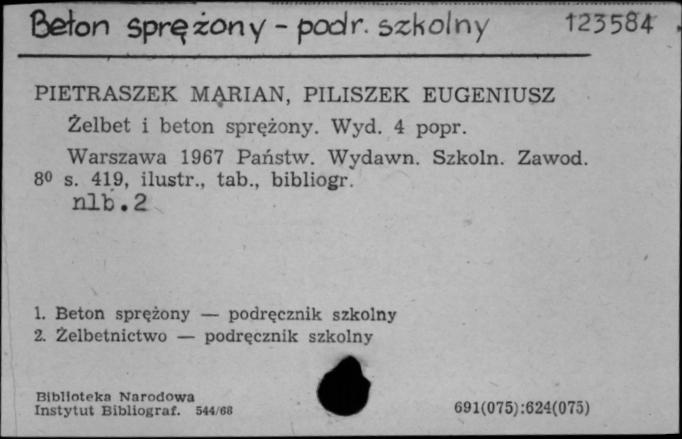 Beton sprężony - podr. szkolny 123584
PIETRASZEK MARIAN, PILISZEK EUGENIUSZ
Żelbet i beton sprężony. Wyd. 4 popr.
Warszawa 1967 Państw. Wydawn. Szkoln. Zawod.
8⁰ s. 419, ilustr., tab., bibliogr.
nlb.2
1. Beton sprężony — podręcznik szkolny
2. Żelbetnictwo — podręcznik szkolny
Biblioteka Narodowa
Instytut Bibliograf. 544/68 691(075):624(075)